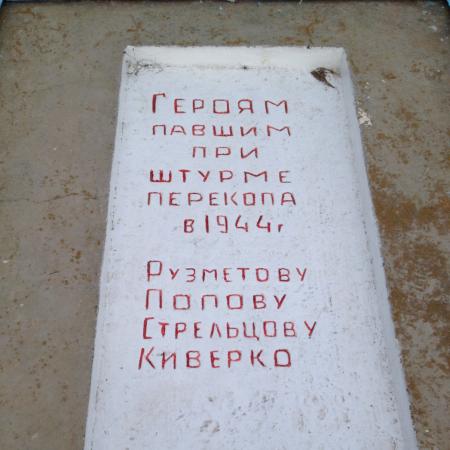 Героям
павшим
при
штурме
Перекопа
в 1944 г
Рузметову
Попову
Стрельцову
Киверко